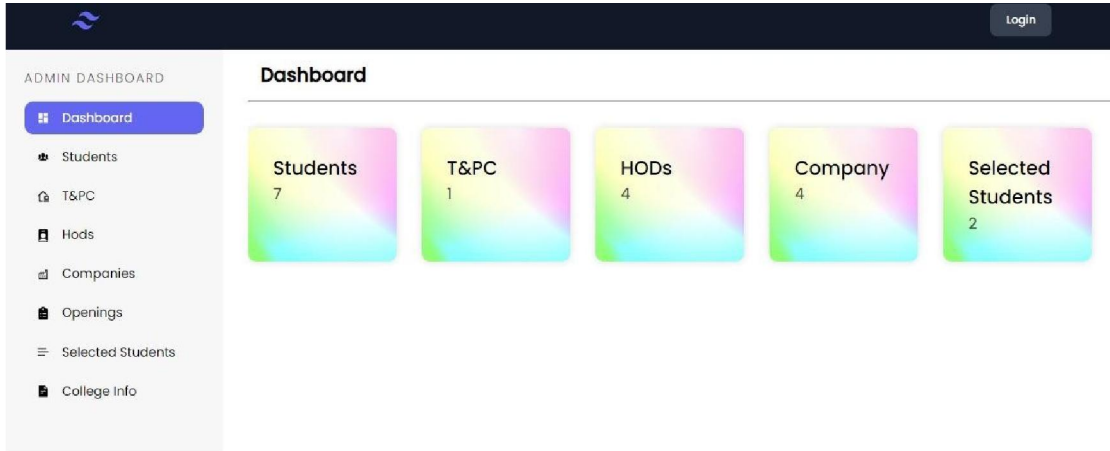 Login
ADMIN DASHBOARD
Dashboard
Students
T&PC
Hods
Companies
Openings
Selected Students
College Info
Dashboard
Students
7
T&PC
1
HODs
4
Company
4
Selected
Students
2